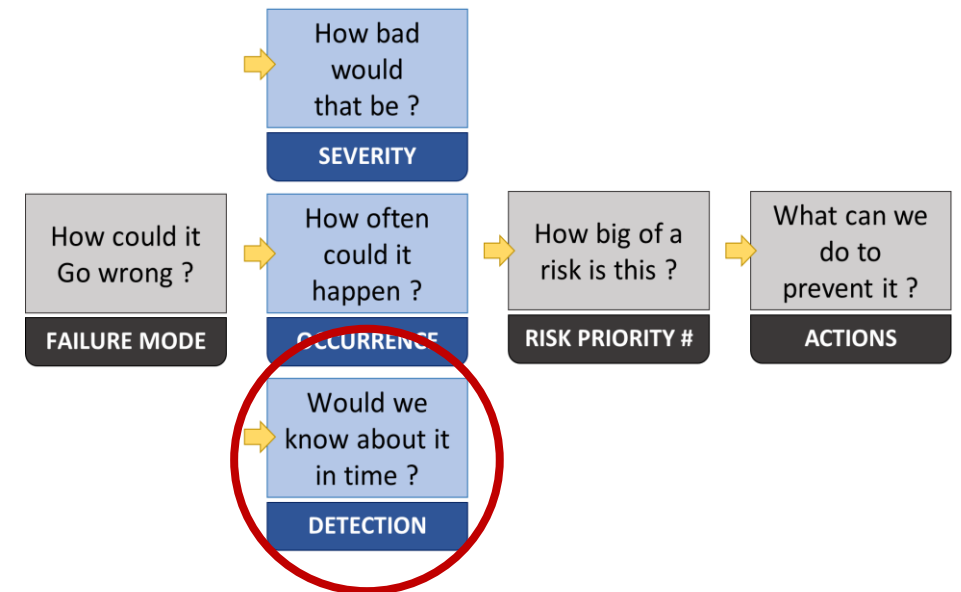 How bad
would
that be ?
SEVERITY
How could it
Go wrong ?
FAILURE MODE
How often
could it
happen ?
OCCURRENCE
How big of a
risk is this ?
RISK PRIORITY #
What can we
do to
prevent it ?
ACTIONS
Would we
know about it
in time ?
DETECTION